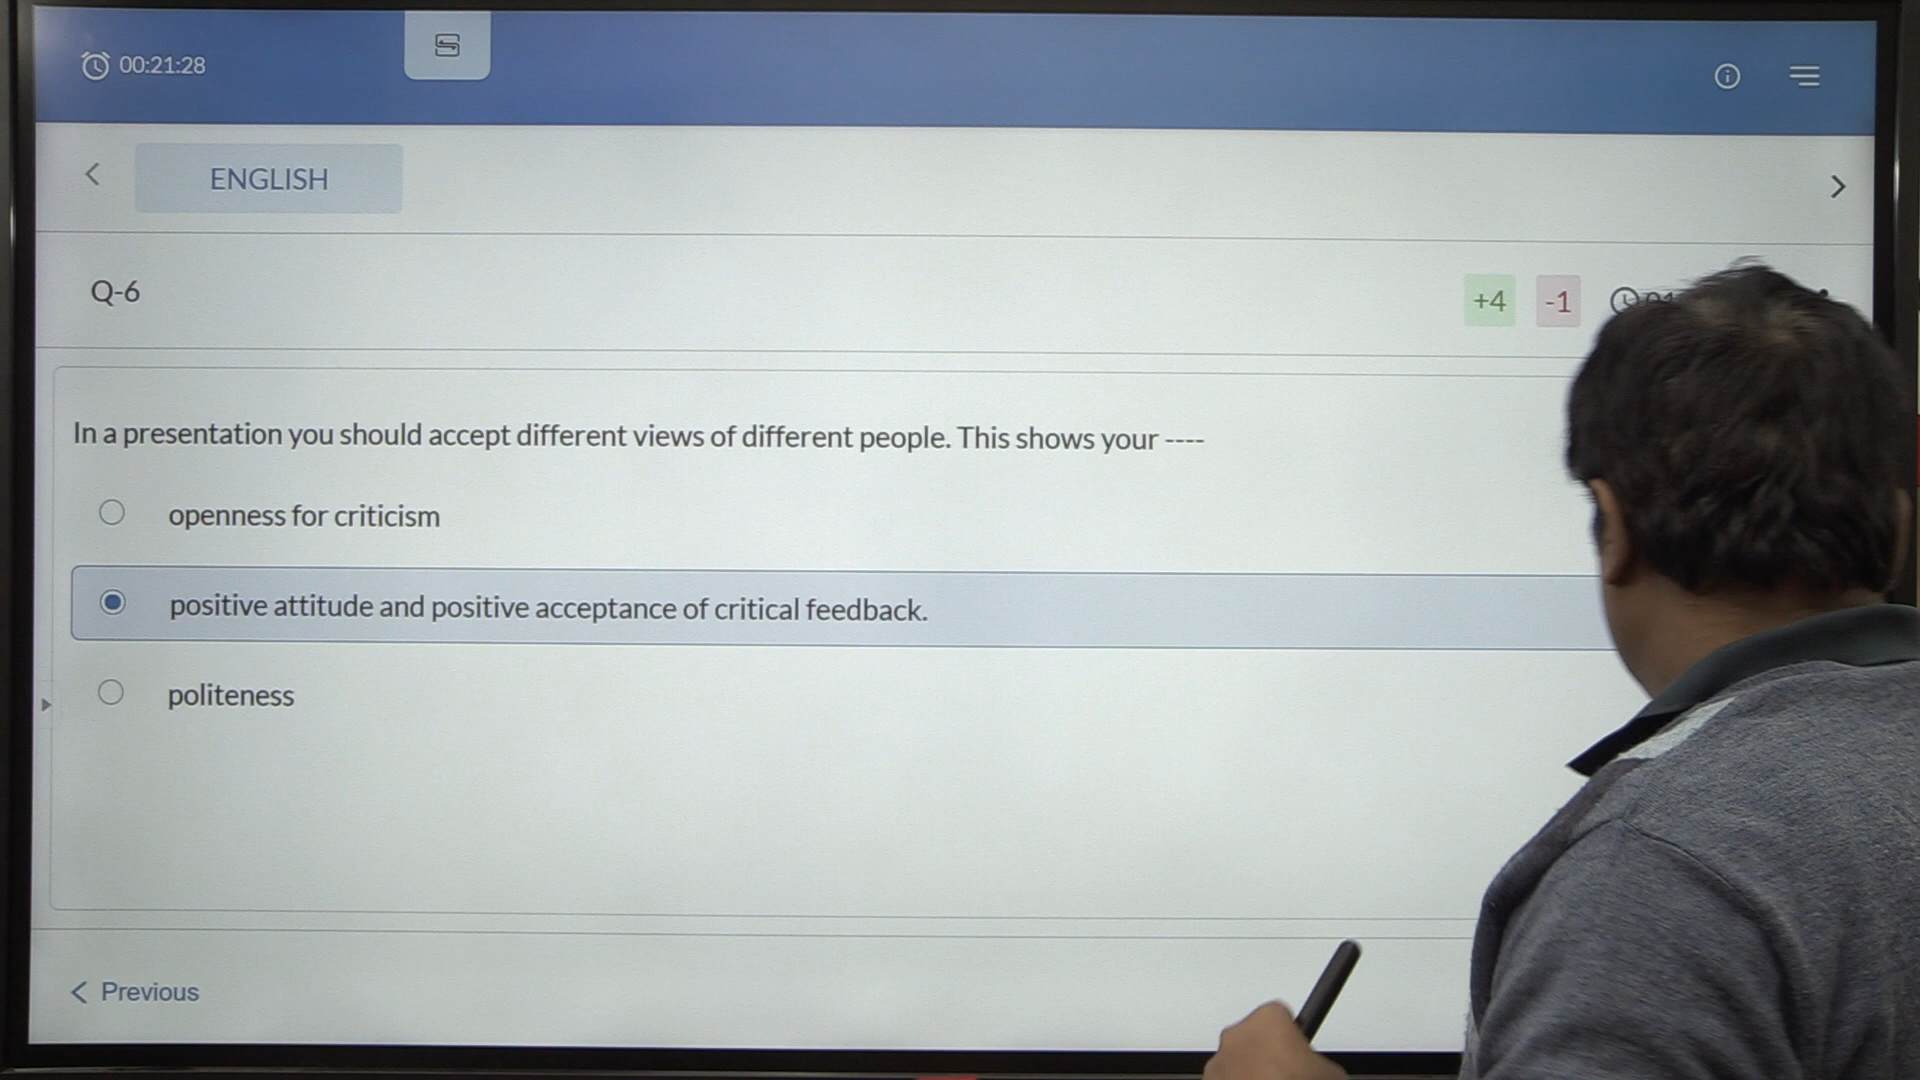 00:21:28
ENGLISH
Q-6
+4
-1
In a presentation you should accept different views of different people. This shows your ----
openness for criticism
positive attitude and positive acceptance of critical feedback.
politeness
Previous